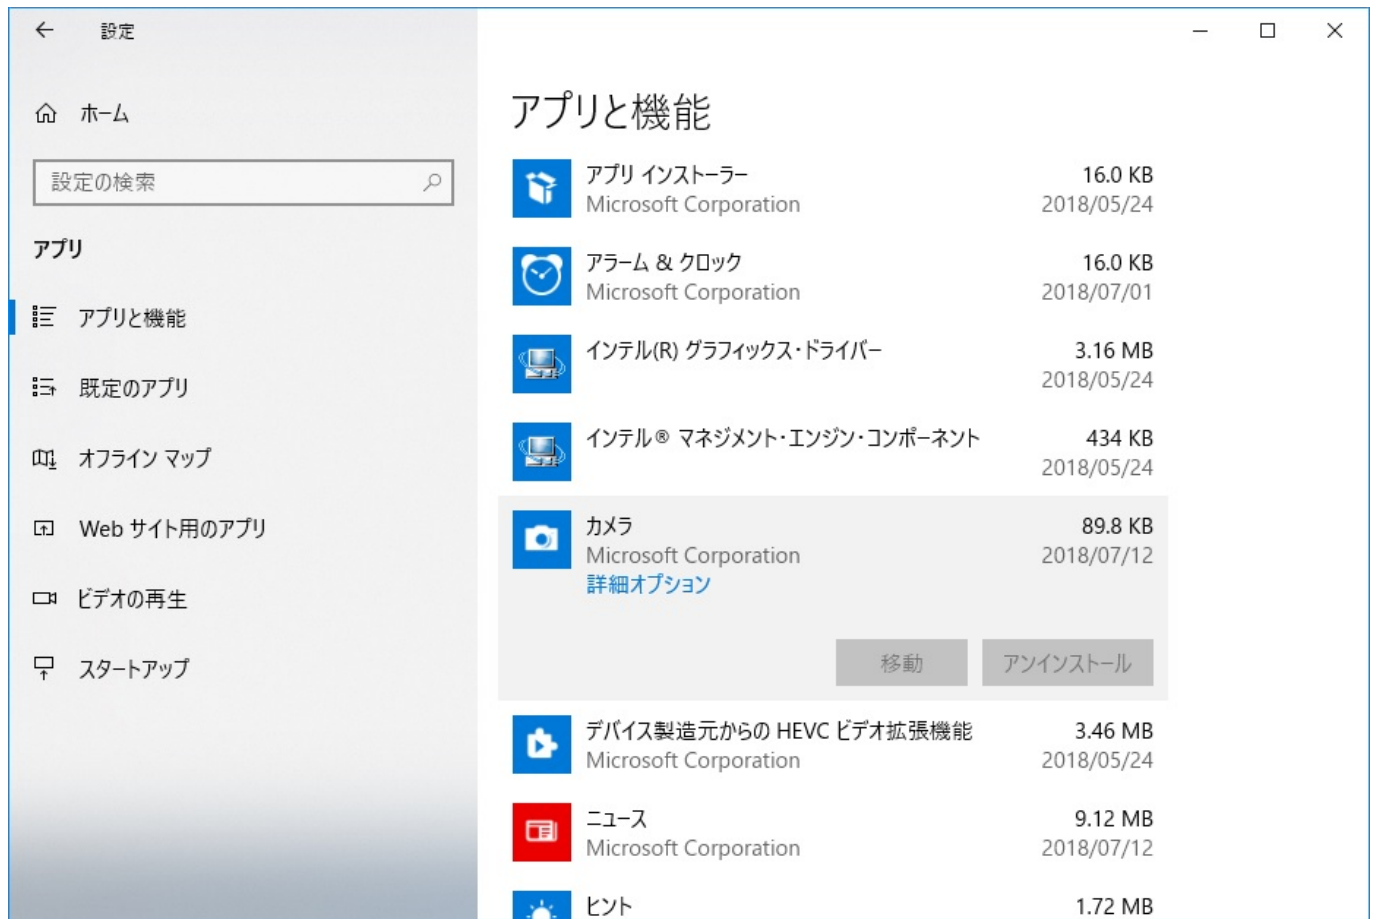 設定
ホーム
設定の検索
アプリ
アプリと機能
既定のアプリ
オフライン マップ
Web サイト用のアプリ
ビデオの再生
スタートアップ
アプリと機能
アプリ インストーラー 16.0 KB
Microsoft Corporation 2018/05/24
アラーム & クロック 16.0 KB
Microsoft Corporation 2018/07/01
インテル(R) グラフィックス・ドライバー 3.16 MB
2018/05/24
インテル® マネジメント・エンジン・コンポーネント 434 KB
2018/05/24
カメラ 89.8 KB
Microsoft Corporation 2018/07/12
詳細オプション
移動 アンインストール
デバイス製造元からの HEVC ビデオ拡張機能 3.46 MB
Microsoft Corporation 2018/05/24
ニュース 9.12 MB
Microsoft Corporation 2018/07/12
ヒント 1.72 MB